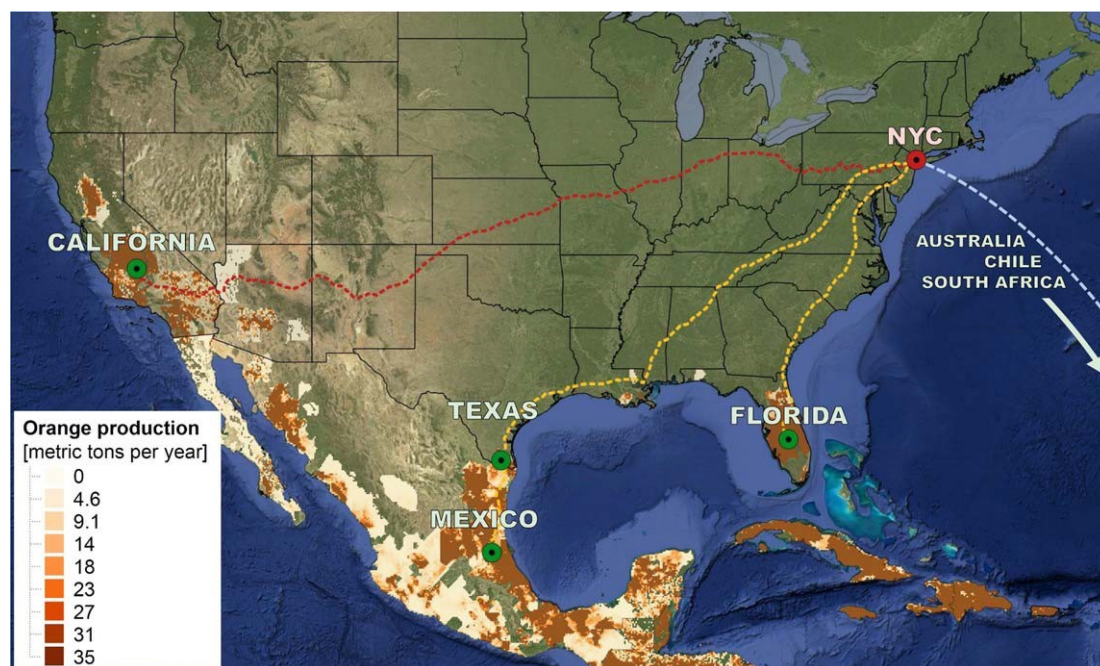 NYC
CALIFORNIA
AUSTRALIA
CHILE
SOUTH AFRICA
TEXAS
FLORIDA
MEXICO
Orange production
[metric tons per year]
0
4.6
9.1
14
18
23
27
31
35